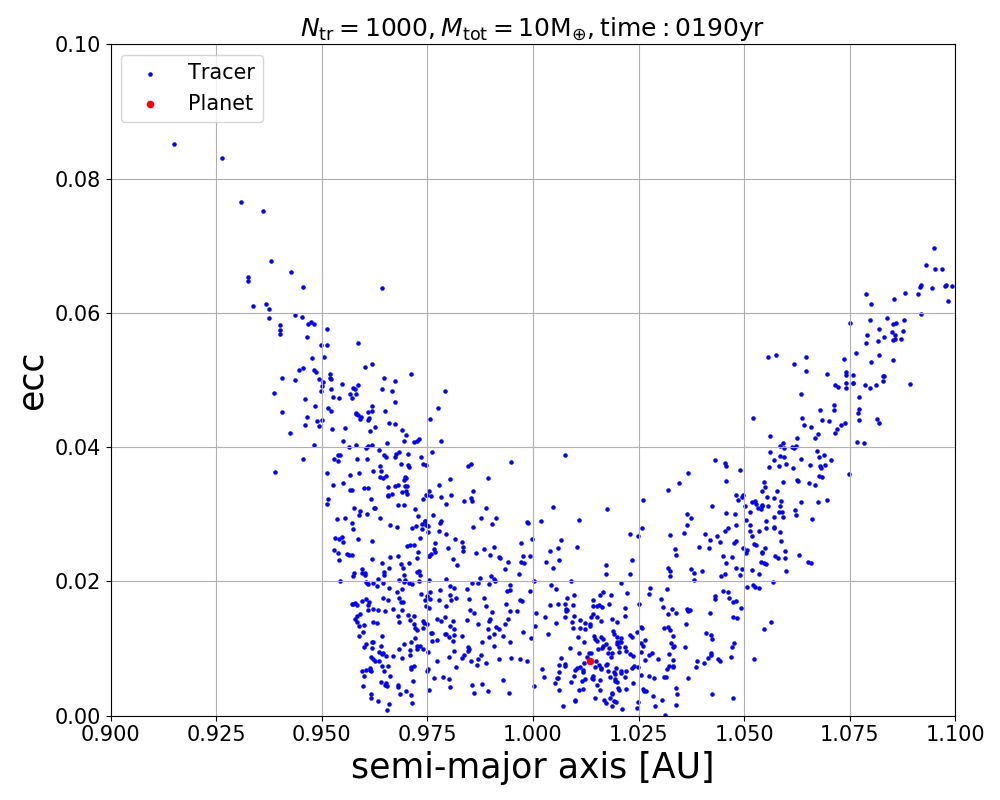 N_tr = 1000, M_tot = 10M_⊕, time : 0190yr
Tracer
Planet
ecc
0.10
0.08
0.06
0.04
0.02
0.00
0.900 0.925 0.950 0.975 1.000 1.025 1.050 1.075 1.100
semi-major axis [AU]